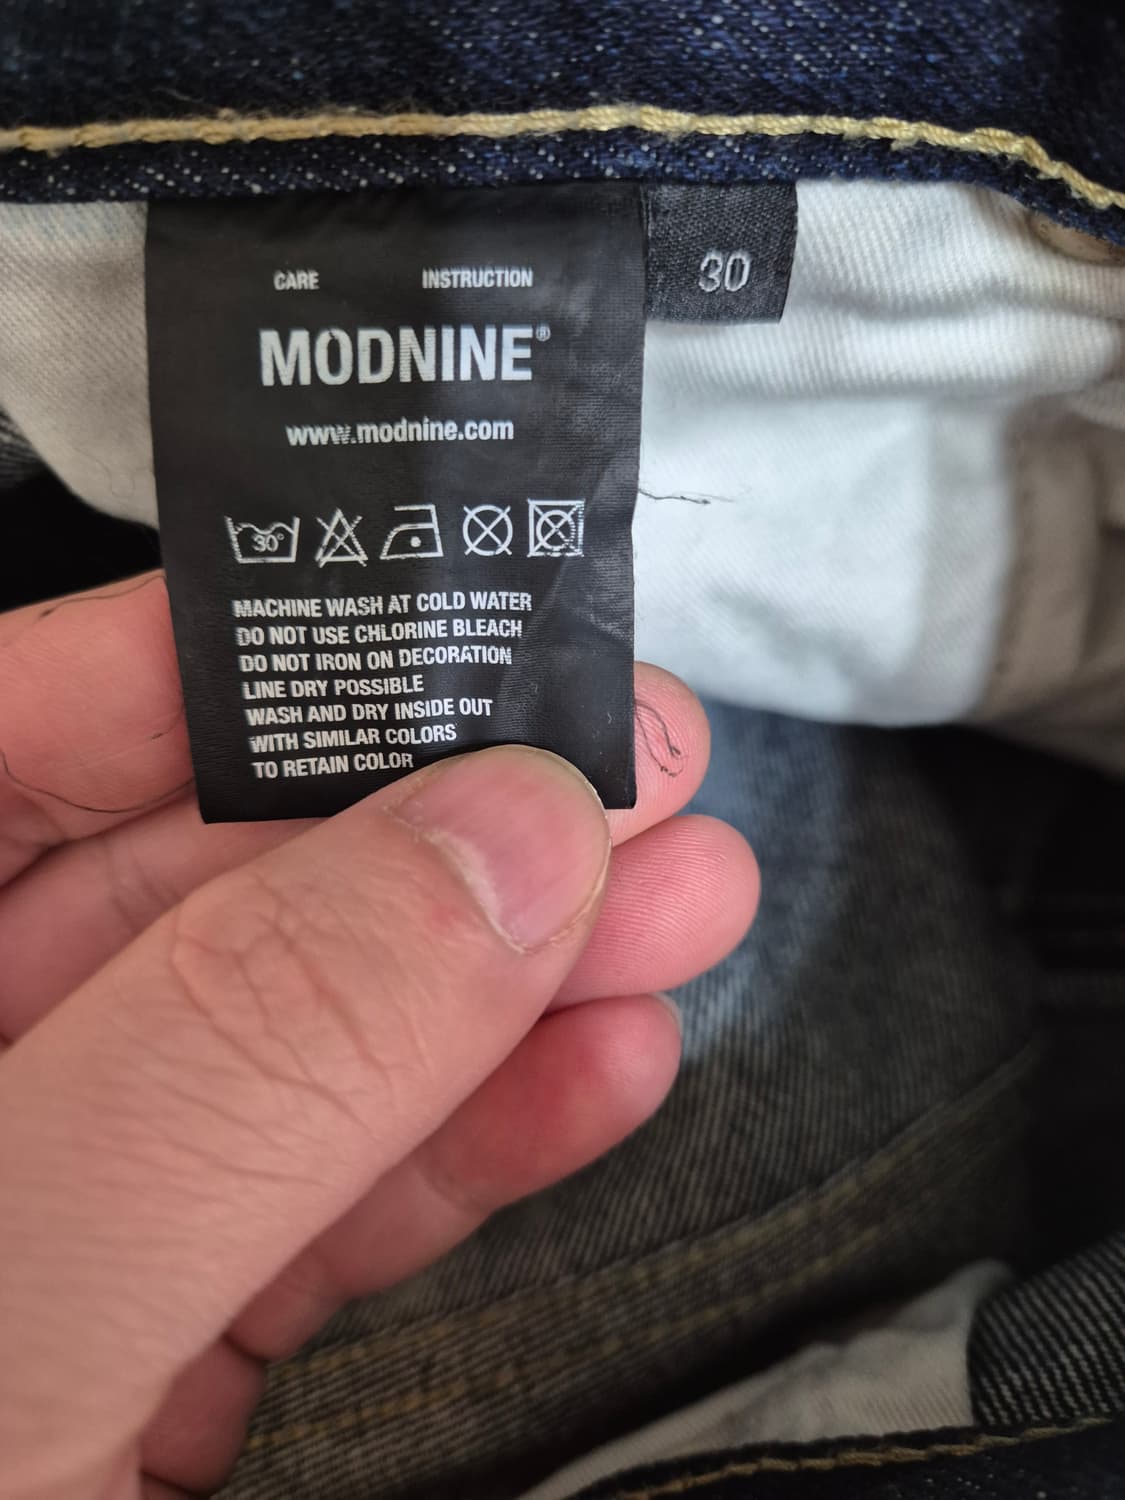 CARE INSTRUCTION
MODNINE®
www.modnine.com
30
30°
MACHINE WASH AT COLD WATER
DO NOT USE CHLORINE BLEACH
DO NOT IRON ON DECORATION
LINE DRY POSSIBLE
WASH AND DRY INSIDE OUT
WITH SIMILAR COLORS
TO RETAIN COLOR